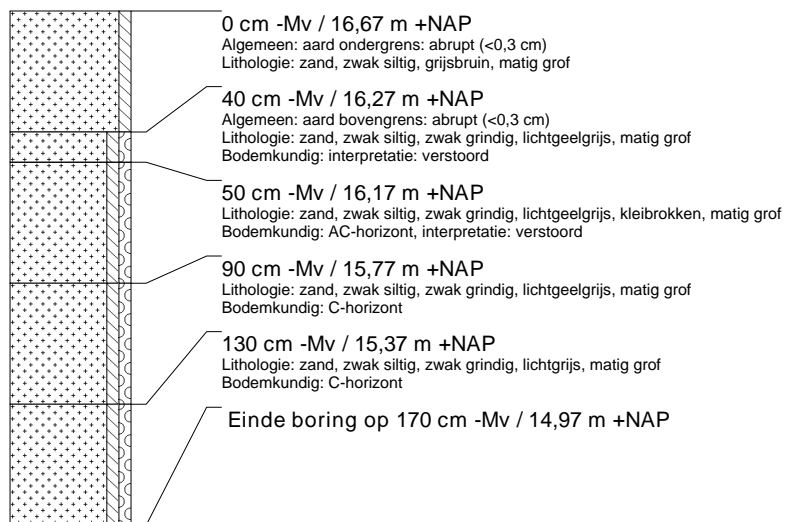 0 cm -Mv / 16,67 m +NAP
Algemeen: aard ondergrens: abrupt (<0,3 cm)
Lithologie: zand, zwak siltig, grijsbruin, matig grof
40 cm -Mv / 16,27 m +NAP
Algemeen: aard bovengrens: abrupt (<0,3 cm)
Lithologie: zand, zwak siltig, zwak grindig, lichtgeelgrijs, matig grof
Bodemkundig: interpretatie: verstoord
50 cm -Mv / 16,17 m +NAP
Lithologie: zand, zwak siltig, zwak grindig, lichtgeelgrijs, kleibrokken, matig grof
Bodemkundig: AC-horizont, interpretatie: verstoord
90 cm -Mv / 15,77 m +NAP
Lithologie: zand, zwak siltig, zwak grindig, lichtgeelgrijs, matig grof
Bodemkundig: C-horizont
130 cm -Mv / 15,37 m +NAP
Lithologie: zand, zwak siltig, zwak grindig, lichtgrijs, matig grof
Bodemkundig: C-horizont
Einde boring op 170 cm -Mv / 14,97 m +NAP